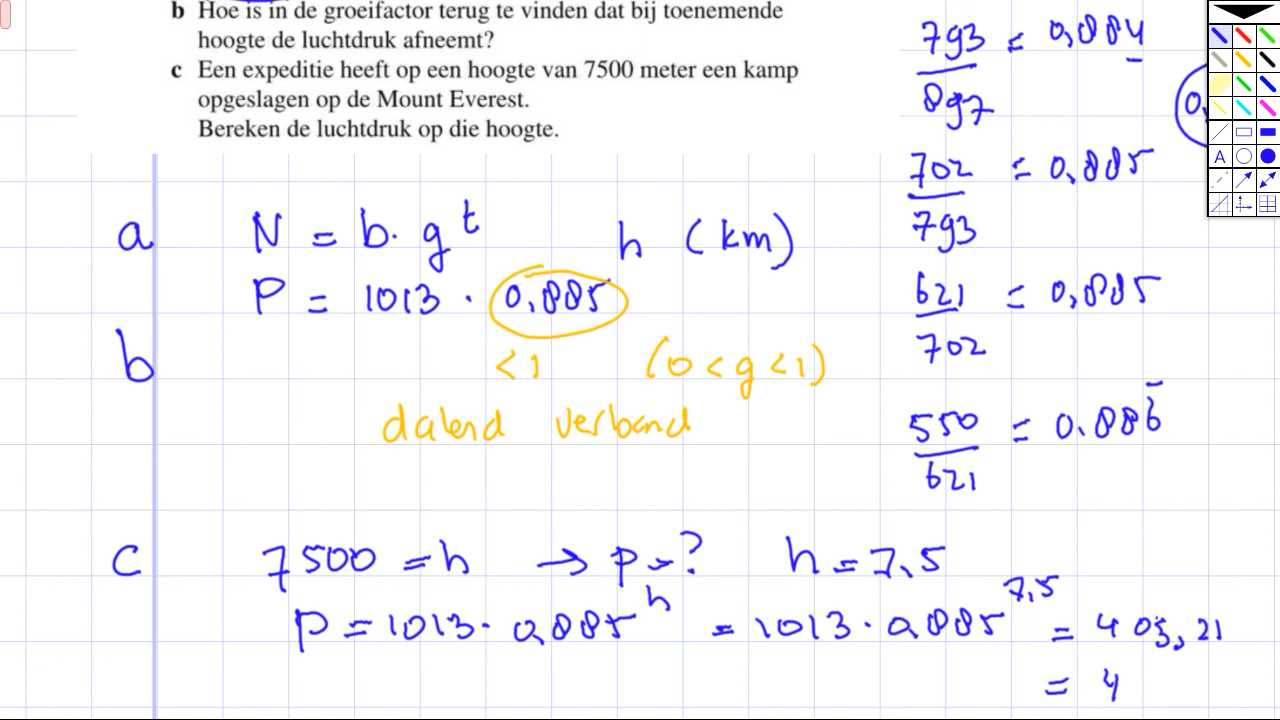 b Hoe is in de groeifactor terug te vinden dat bij toenemende
hoogte de luchtdruk afneemt?
c Een expeditie heeft op een hoogte van 7500 meter een kamp
opgeslagen op de Mount Everest.
Bereken de luchtdruk op die hoogte.
793/897 = 0,884
0,
702/793 = 0,885
621/702 = 0,885
550/621 = 0.886
a N = b. g^t h (km)
P = 1013 · 0,885
b <1 (0<g<1)
dalend verband
c 7500 = h → p = ? h = 7,5
P = 1013 · 0,885^h = 1013 · 0,885^7,5 = 405,21
= 4
A